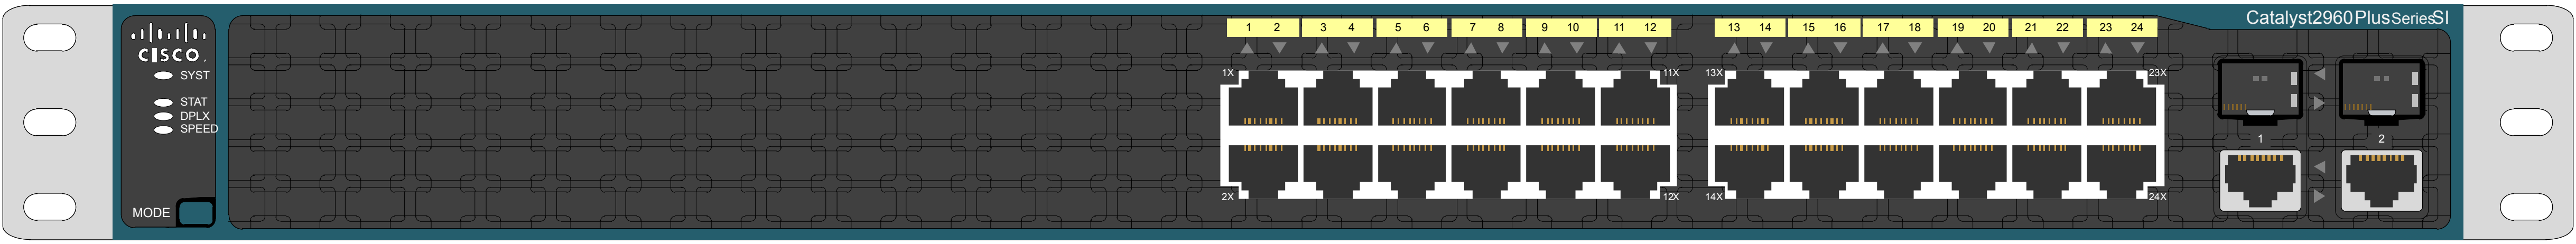 Catalyst2960PlusSeriesSI
CISCO.
SYST
STAT
DPLX
SPEED
MODE
1 2 3 4 5 6 7 8 9 10 11 12
13 14 15 16 17 18 19 20 21 22 23 24
1X 11X
2X 12X
13X 23X
14X 24X
1 2